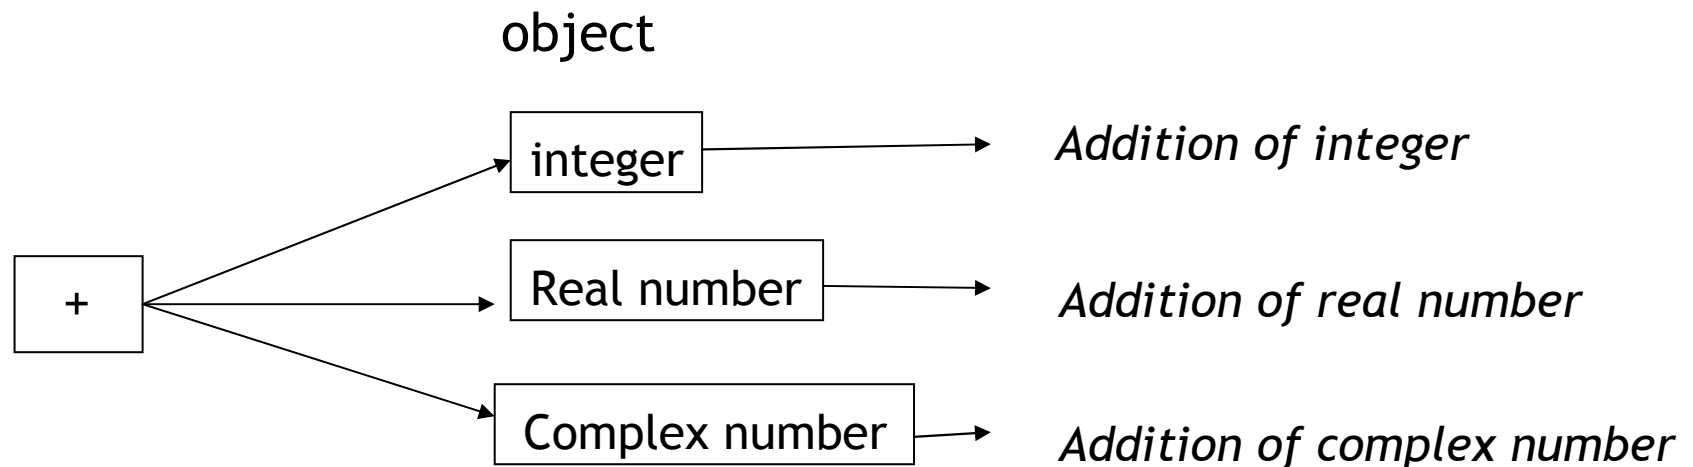 object
integer
Addition of integer
+
Real number
Addition of real number
Complex number
Addition of complex number